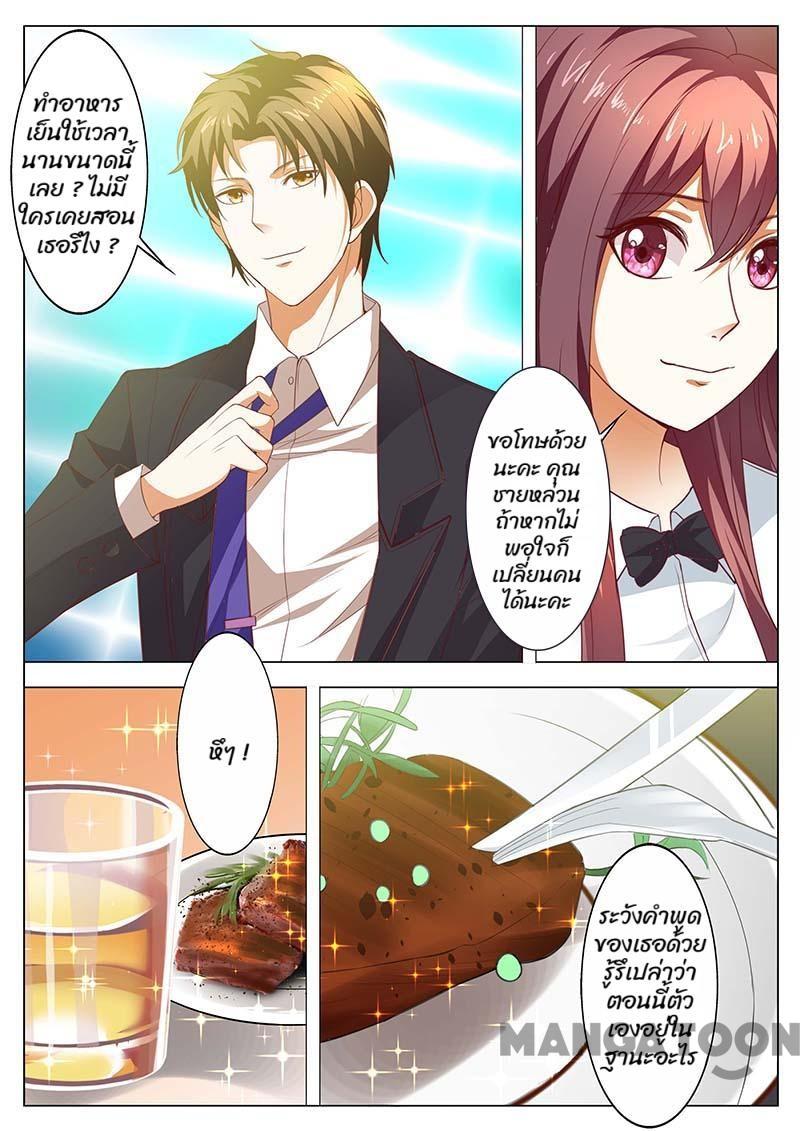 ทำอาหาร
เย็นใช้เวลา
นานขนาดนี้
เลย ? ไม่มี
ใครเคยสอน
เธอรึไง ?
ขอโทษด้วย
นะคะ คุณ
ชายหล่วน
ถ้าหากไม่
พอใจก็
เปลี่ยนคน
ได้นะคะ
หึๆ !
ระวังคำพูด
ของเธอด้วย
รู้รึเปล่าว่า
ตอนนี้ตัว
เองอยู่ใน
ฐานะอะไร
MANGATOON